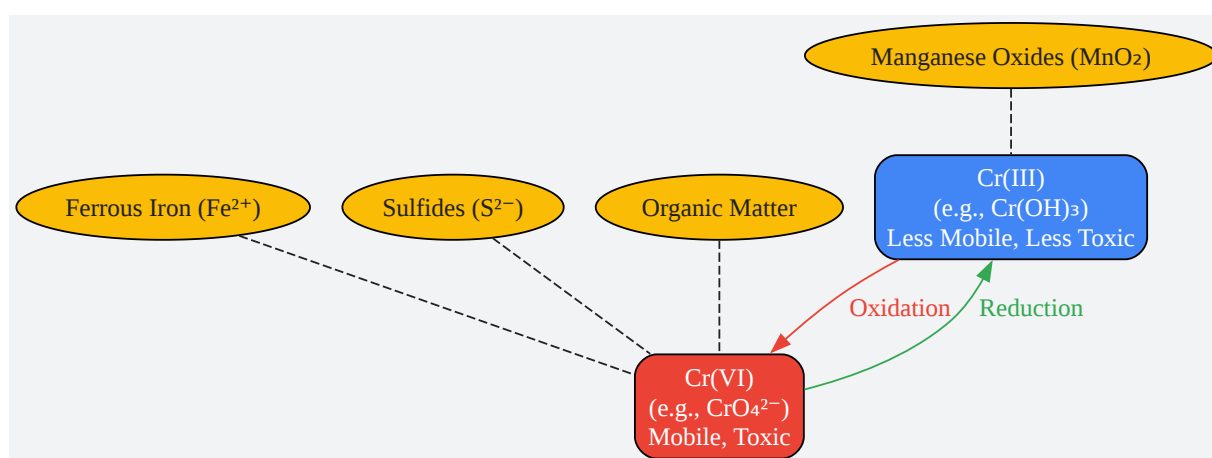 Manganese Oxides (MnO₂)
Ferrous Iron (Fe²⁺)
Sulfides (S²⁻)
Organic Matter
Cr(III)
(e.g., Cr(OH)₃)
Less Mobile, Less Toxic
Oxidation
Reduction
Cr(VI)
(e.g., CrO₄²⁻)
Mobile, Toxic